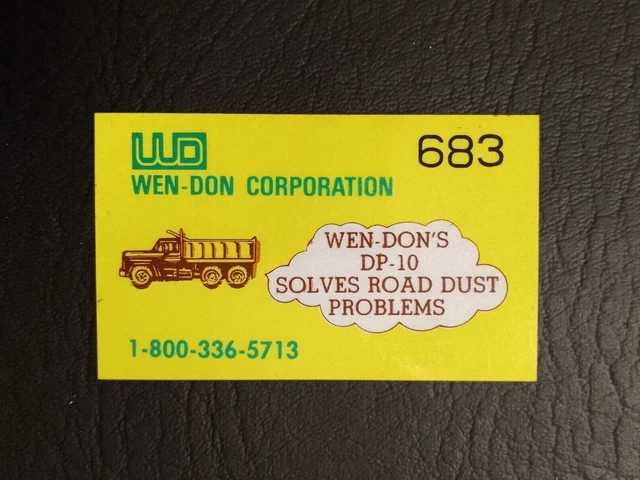 WD
683
WEN-DON CORPORATION
WEN-DON'S
DP-10
SOLVES ROAD DUST
PROBLEMS
1-800-336-5713